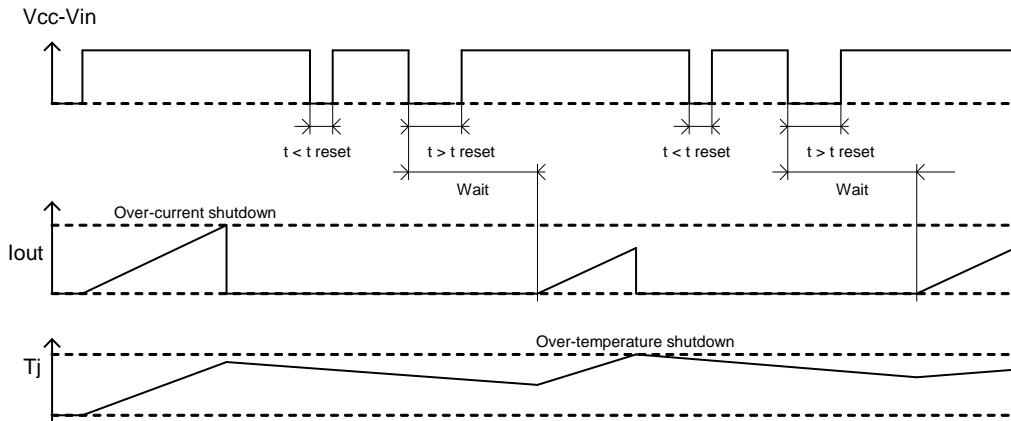 Vcc-Vin
t < t reset
t > t reset
t < t reset
t > t reset
Wait
Wait
Over-current shutdown
Iout
Over-temperature shutdown
Tj